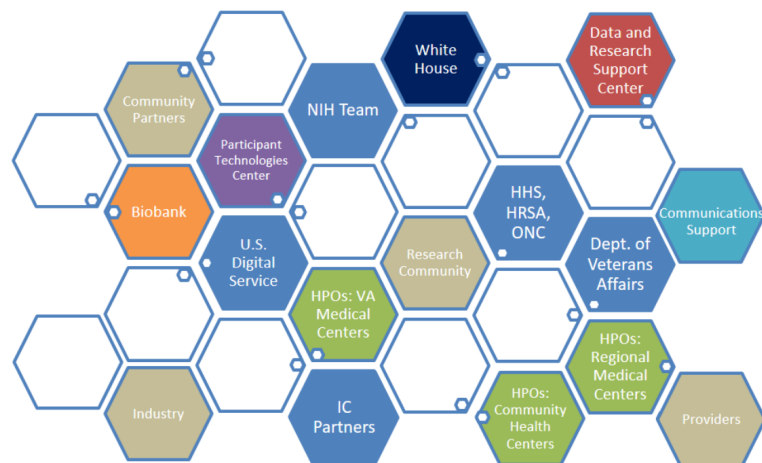 White
House
Data and
Research
Support
Center
Community
Partners
NIH Team
Participant
Technologies
Center
HHS,
HRSA,
ONC
Biobank
Communications
Support
U.S.
Digital
Service
Research
Community
Dept. of
Veterans
Affairs
HPOs: VA
Medical
Centers
HPOs:
Regional
Medical
Centers
Industry
IC
Partners
HPOs:
Community
Health
Centers
Providers